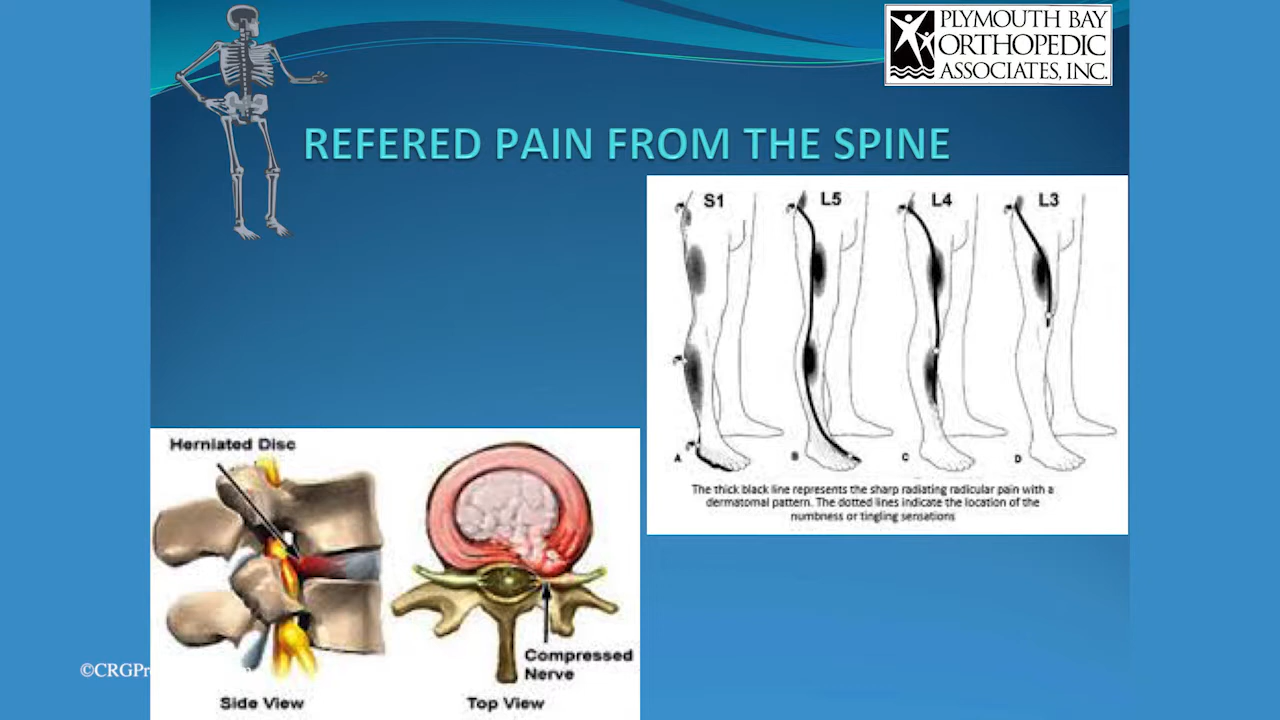 PLYMOUTH BAY
ORTHOPEDIC
ASSOCIATES, INC.
REFERED PAIN FROM THE SPINE
S1 L5 L4 L3
A B C D
The thick black line represents the sharp radiating radicular pain with a
dermatomal pattern. The dotted lines indicate the location of the
numbness or tingling sensations
Herniated Disc
Compressed
Nerve
Side View
Top View